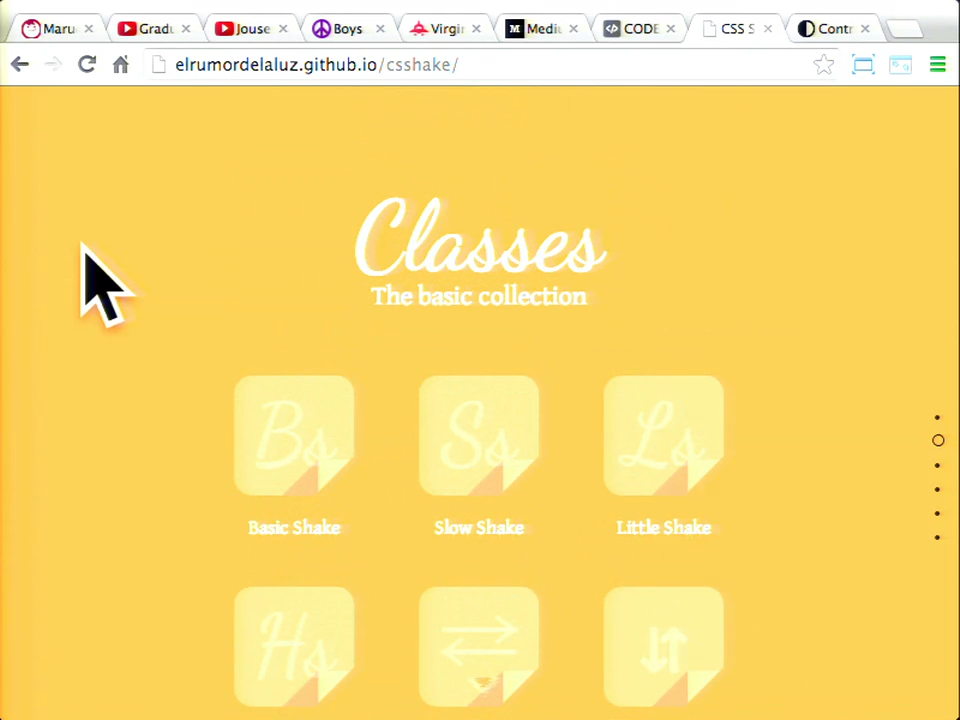 Maru Gradu Jouse Boys Virgin Mediu CODE CSS S Contr
elrumordelaluz.github.io/csshake/
Classes
The basic collection
Bs Ss Ls
Basic Shake Slow Shake Little Shake
Hs